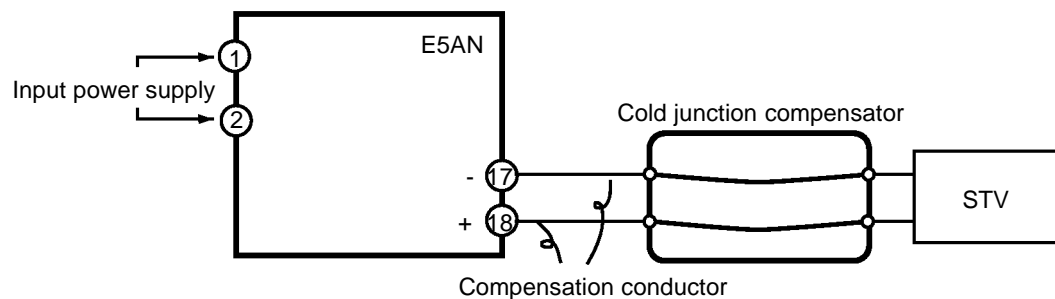 E5AN
1
Input power supply
2
Cold junction compensator
- 17
STV
+ 18
Compensation conductor